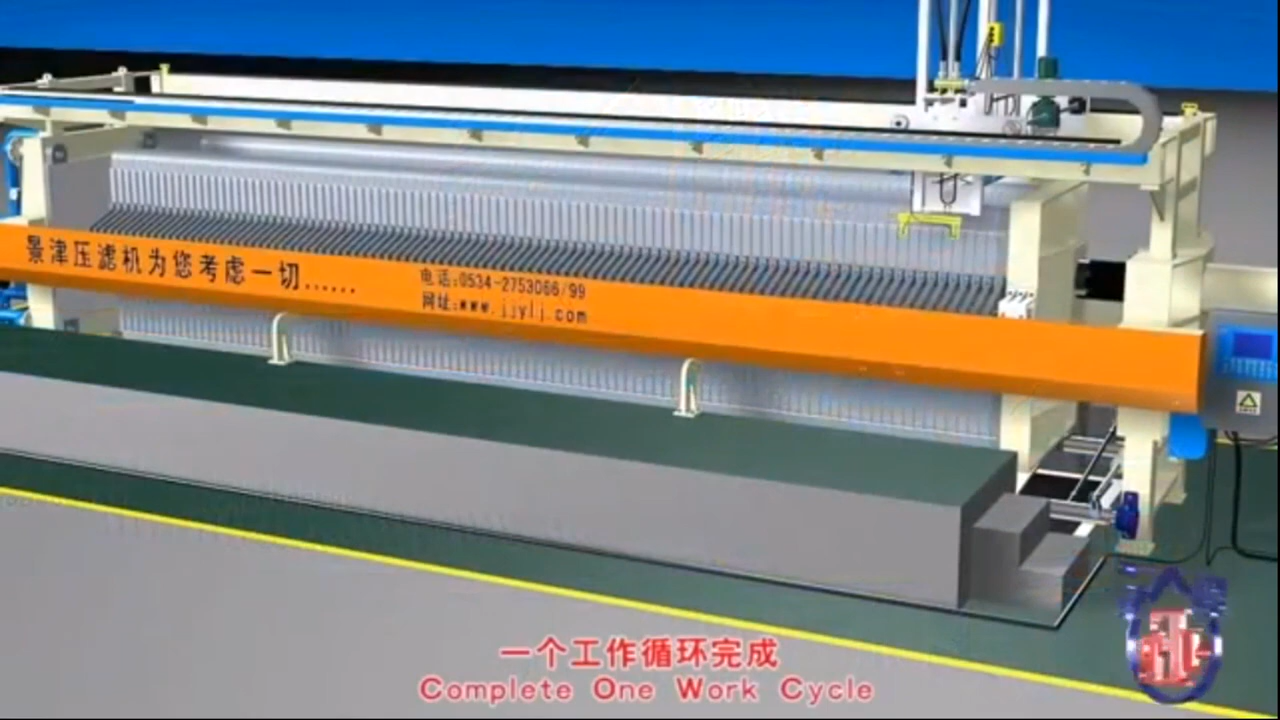 景津压滤机为您考虑一切......
电话:0534-2753066/99
网址:www.jjylj.com
一个工作循环完成
Complete One Work Cycle